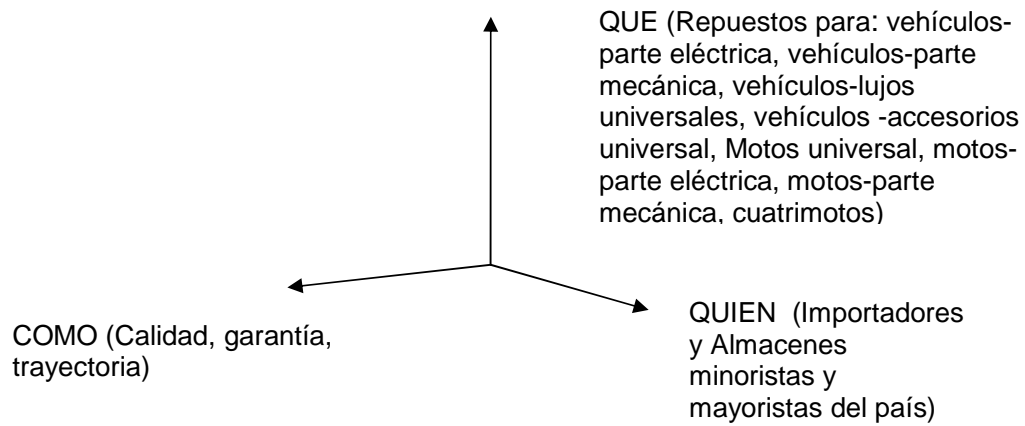 QUE (Repuestos para: vehículos-
parte eléctrica, vehículos-parte
mecánica, vehículos-lujos
universales, vehículos -accesorios
universal, Motos universal, motos-
parte eléctrica, motos-parte
mecánica, cuatrimotos)
COMO (Calidad, garantía,
trayectoria)
QUIEN (Importadores
y Almacenes
minoristas y
mayoristas del país)